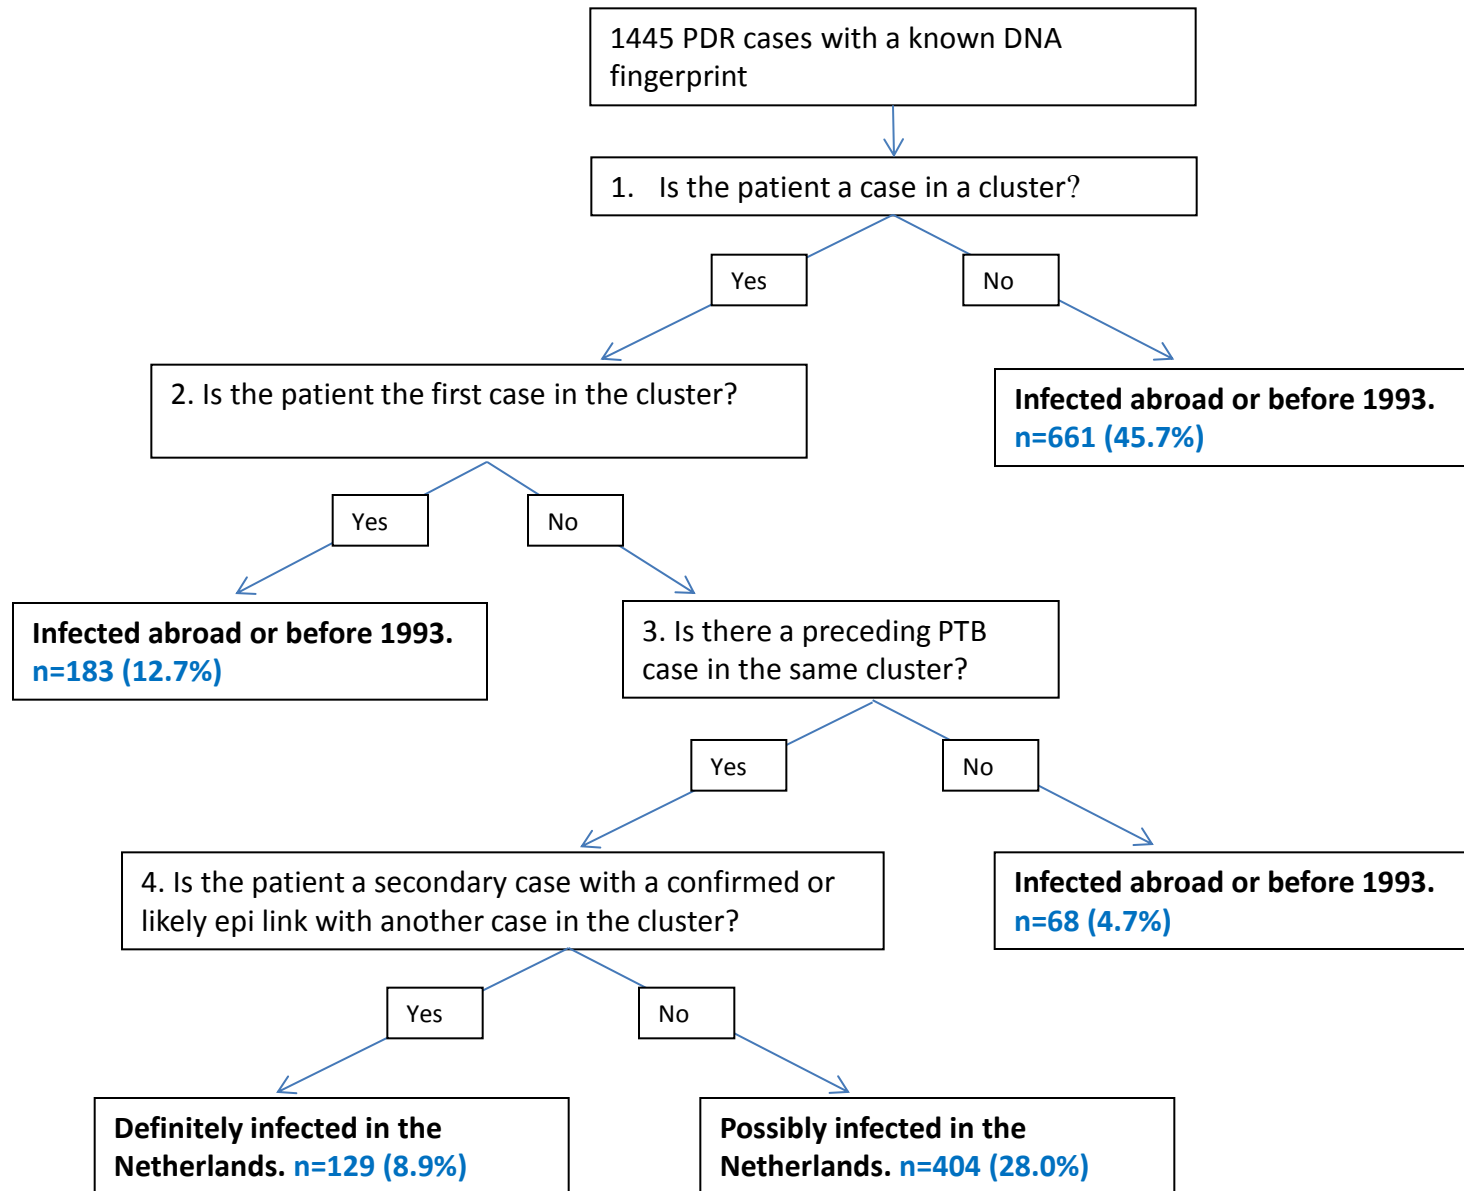 1445 PDR cases with a known DNA
fingerprint
1. Is the patient a case in a cluster?
Yes
No
2. Is the patient the first case in the cluster?
Infected abroad or before 1993.
n=661 (45.7%)
Yes
No
Infected abroad or before 1993.
n=183 (12.7%)
3. Is there a preceding PTB
case in the same cluster?
Yes
No
4. Is the patient a secondary case with a confirmed or
likely epi link with another case in the cluster?
Infected abroad or before 1993.
n=68 (4.7%)
Yes
No
Definitely infected in the
Netherlands. n=129 (8.9%)
Possibly infected in the
Netherlands. n=404 (28.0%)